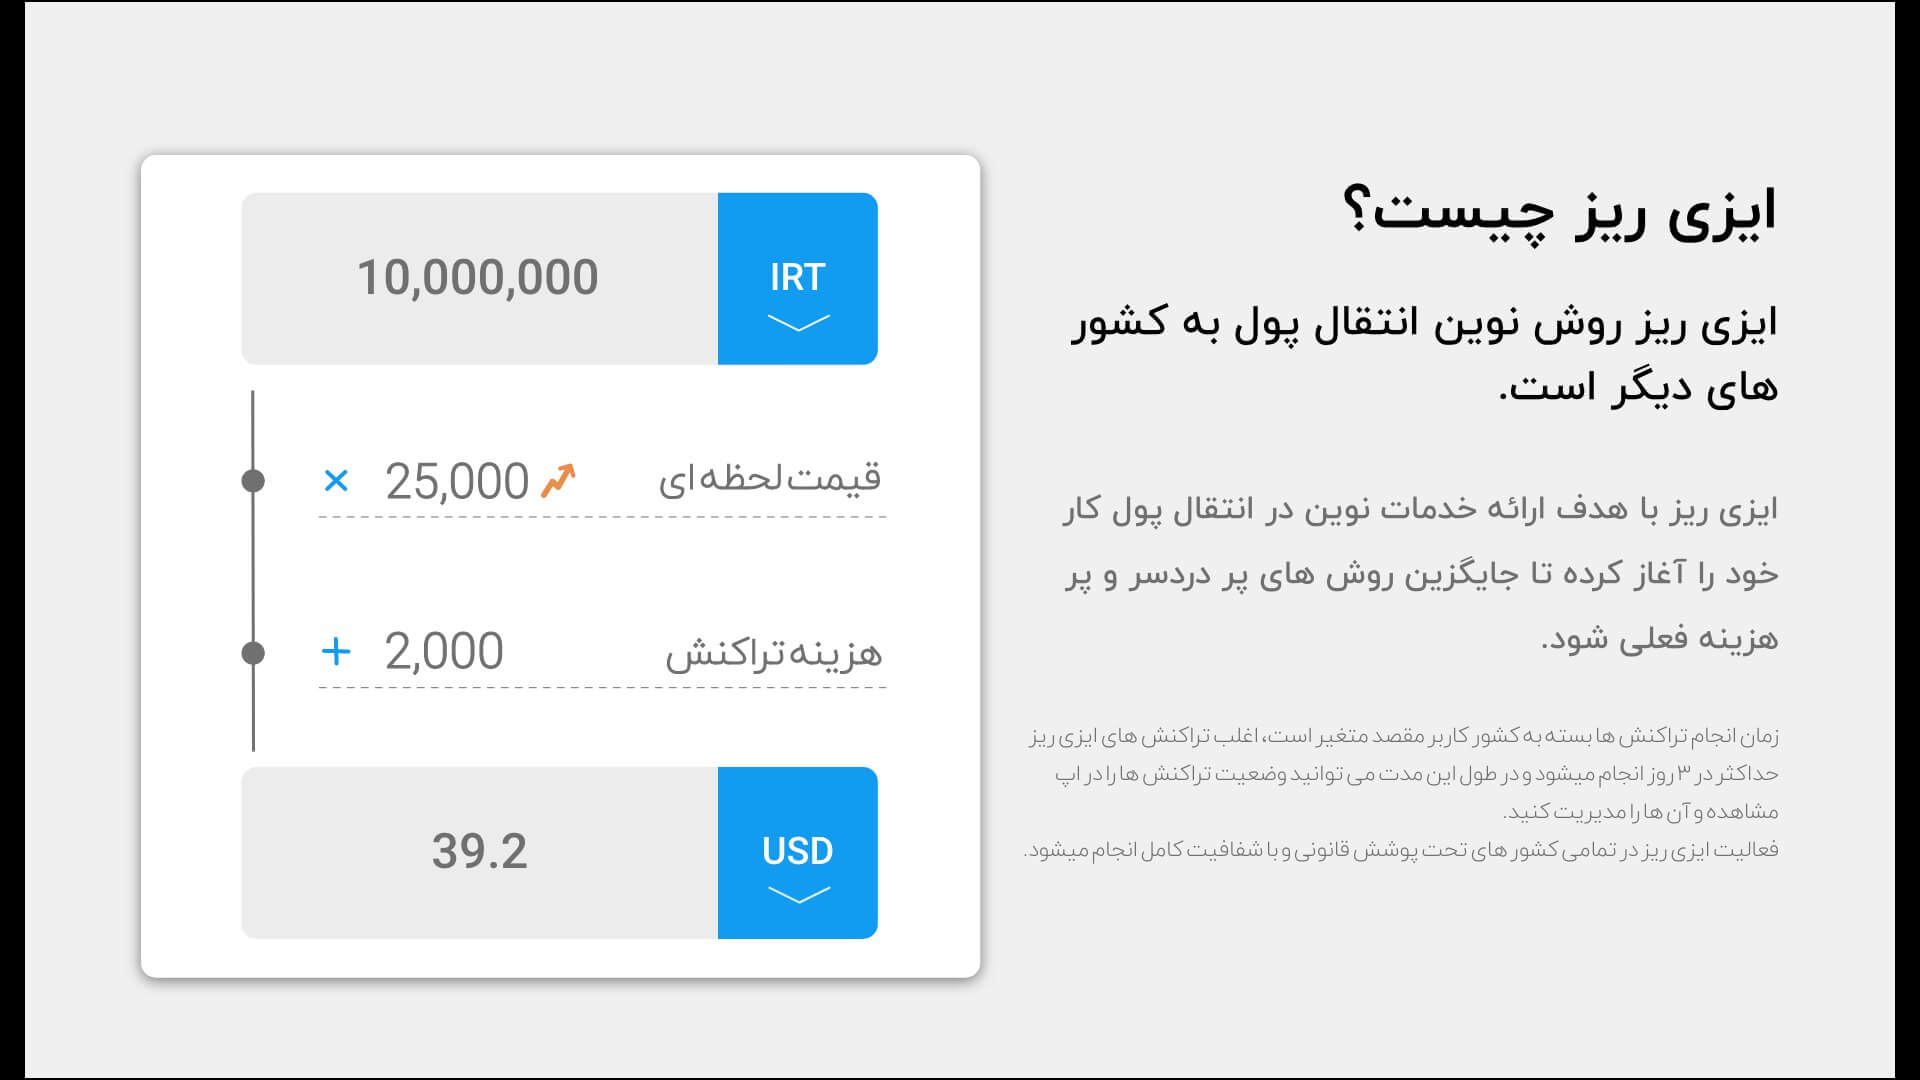 ایزی ریز چیست؟
ایزی ریز روش نوین انتقال پول به کشور
های دیگر است.
ایزی ریز با هدف ارائه خدمات نوین در انتقال پول کار
خود را آغاز کرده تا جایگزین روش های پر دردسر و پر
هزینه فعلی شود.
زمان انجام تراکنش ها بسته به کشور کاربر مقصد متغیر است، اغلب تراکنش های ایزی ریز
حداکثر در ۳ روز انجام میشود و در طول این مدت می توانید وضعیت تراکنش ها را در اپ
مشاهده و آن ها را مدیریت کنید.
فعالیت ایزی ریز در تمامی کشور های تحت پوشش قانونی و با شفافیت کامل انجام میشود.
10,000,000 IRT
قیمت لحظه ای 25,000 ×
هزینه تراکنش 2,000 +
39.2 USD